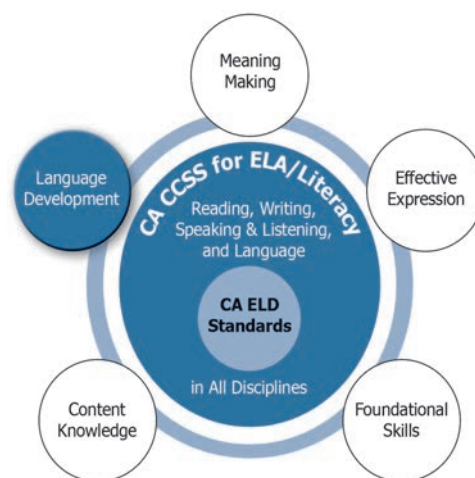 Meaning
Making
Language
Development
Effective
Expression
CA CCSS for ELA/Literacy
Reading, Writing,
Speaking & Listening,
and Language
CA ELD
Standards
in All Disciplines
Content
Knowledge
Foundational
Skills